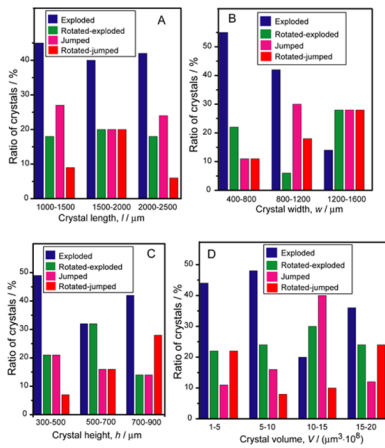 A
Exploded
Rotated-exploded
Jumped
Rotated-jumped
Ratio of crystals / %
40
30
20
10
0
1000-1500 1500-2000 2000-2500
Crystal length, l / μm
B
Exploded
Rotated-exploded
Jumped
Rotated-jumped
Ratio of crystals / %
50
40
30
20
10
0
400-800 800-1200 1200-1600
Crystal width, w / μm
C
Exploded
Rotated-exploded
Jumped
Rotated-jumped
Ratio of crystals / %
50
40
30
20
10
0
300-500 500-700 700-900
Crystal height, h / μm
D
Exploded
Rotated-exploded
Jumped
Rotated-jumped
Ratio of crystals / %
50
40
30
20
10
0
1-5 5-10 10-15 15-20
Crystal volume, V / (μm³·10⁸)